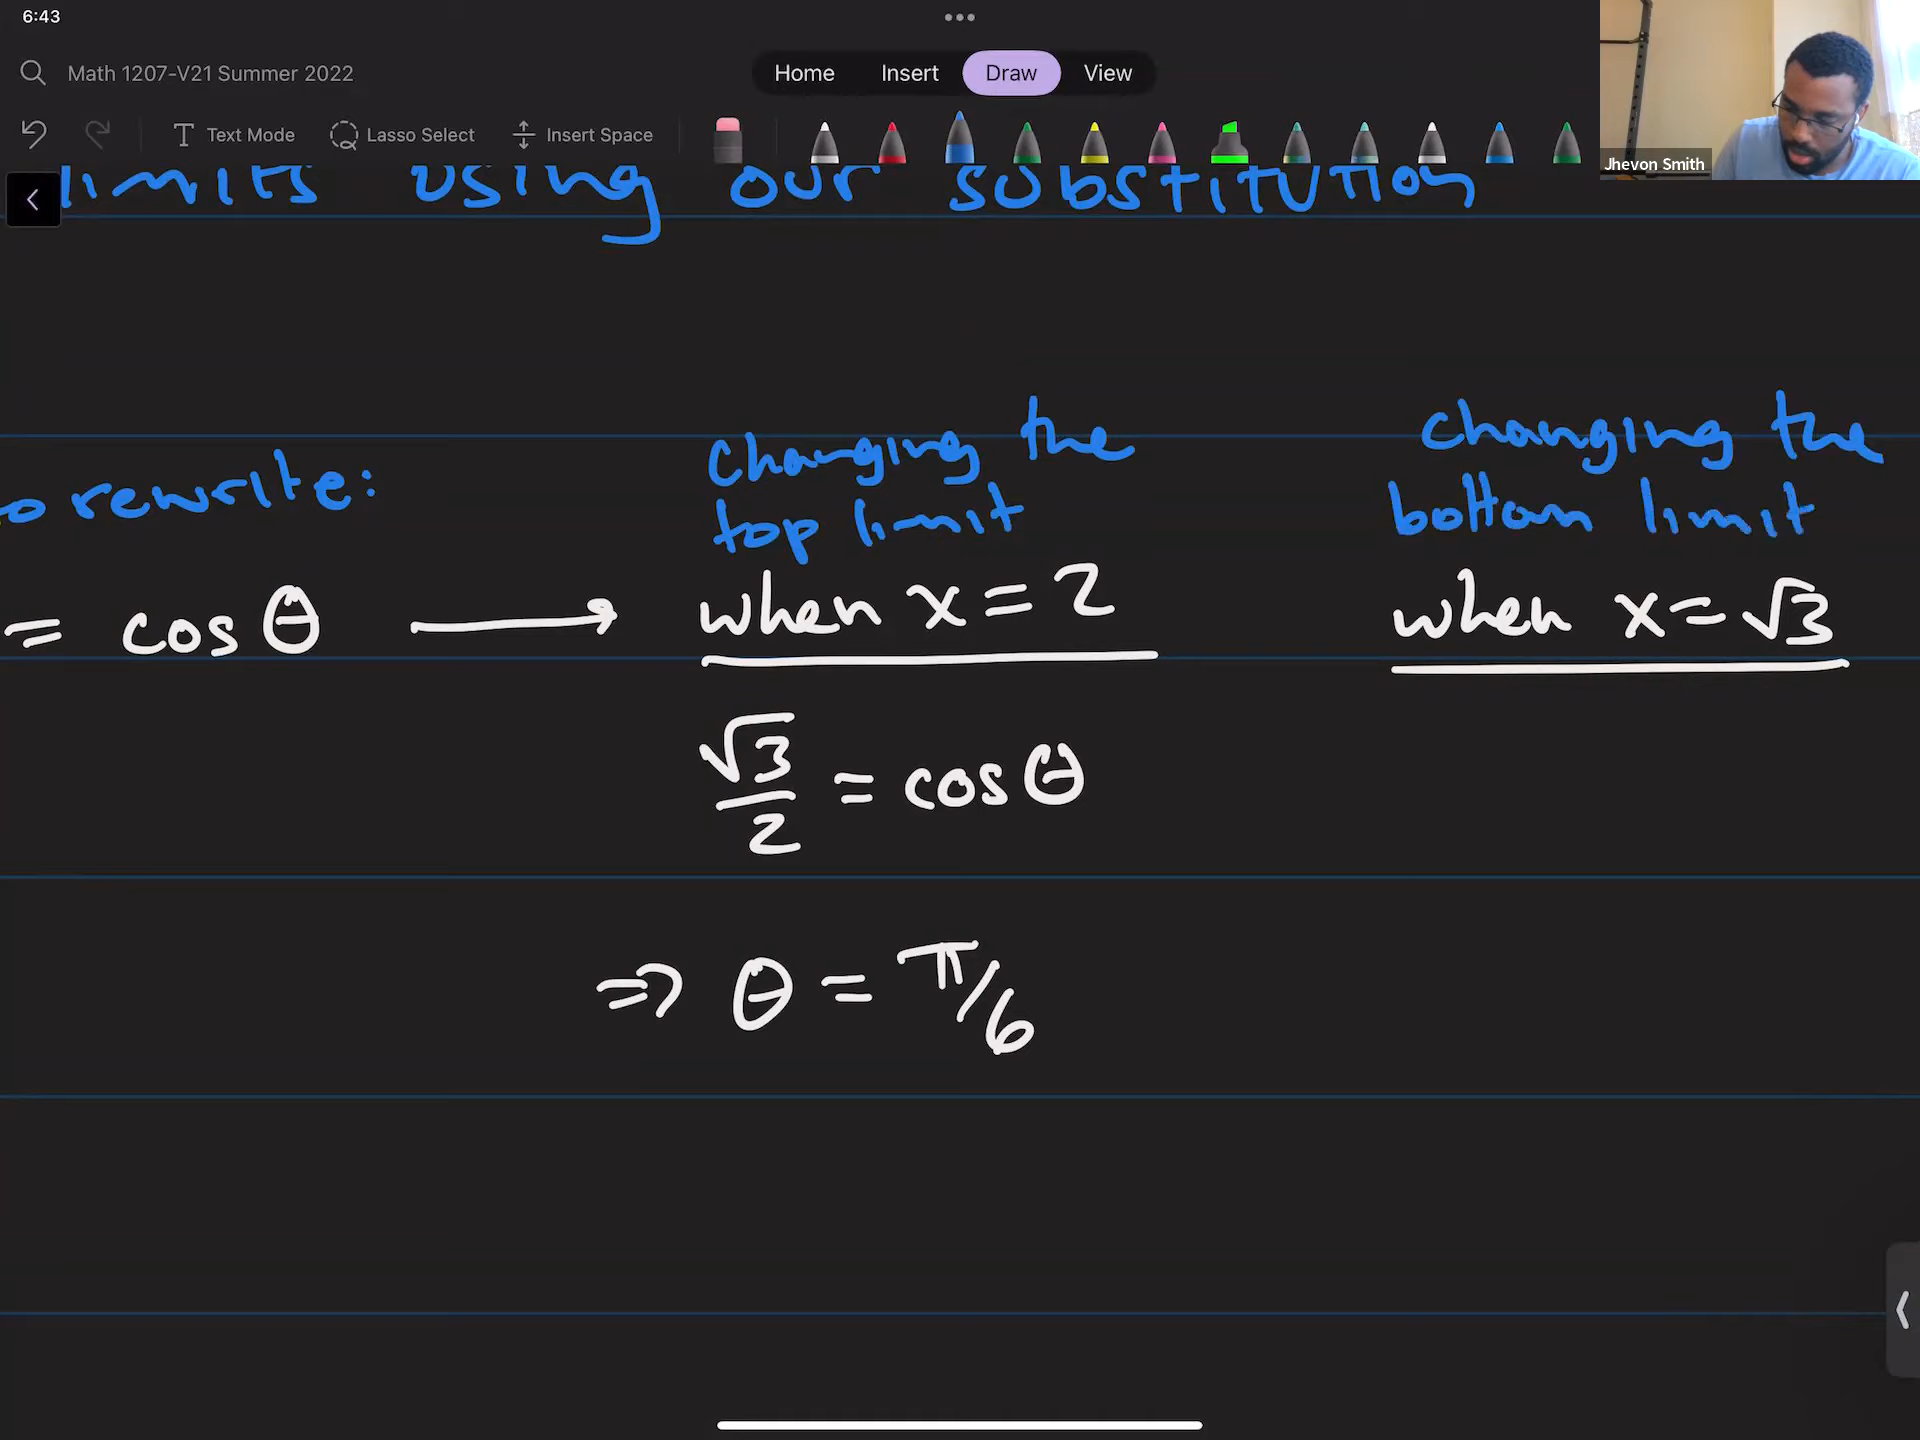 6:43
Math 1207-V21 Summer 2022
Home Insert Draw View
Text Mode Lasso Select Insert Space
Jhevon Smith
limits using our substitution
rewrite:
= cos θ →
changing the
top limit
when x = 2
√3/2 = cos θ
⇒ θ = π/6
changing the
bottom limit
when x = √3